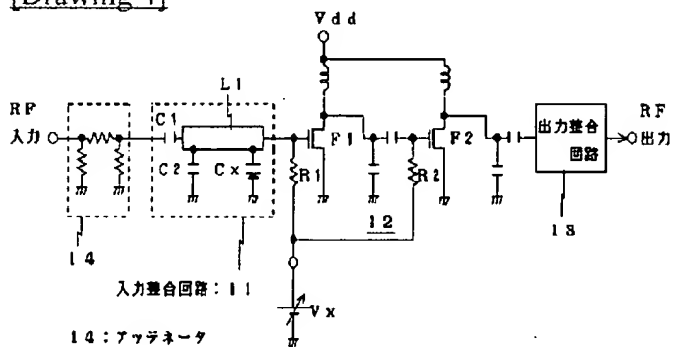 [Drawing 4]
Vdd
L1
RF
入力
C1
C2
Cx
R1
F1
F2
R2
出力整合
回路
RF
出力
12
13
14
入力整合回路:11
Vx
14:アッテネータ